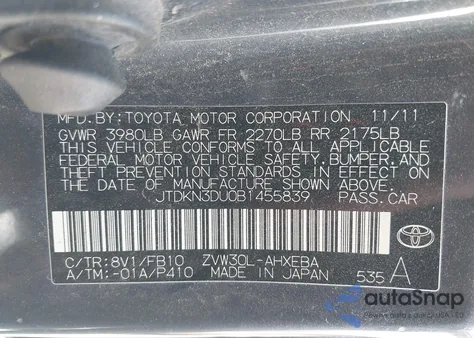 MFD.BY:TOYOTA MOTOR CORPORATION 11/11
GVWR 3980LB GAWR FR 2270LB RR 2175LB
THIS VEHICLE CONFORMS TO ALL APPLICABLE
FEDERAL MOTOR VEHICLE SAFETY, BUMPER, AND
THEFT PREVENTION STANDARDS IN EFFECT ON
THE DATE OF MANUFACTURE SHOWN ABOVE.
JTDKN3DU0B1455839 PASS.CAR
C/TR:8V1/FB10 ZVW30L-AHXEBA
A/TM:-01A/P410 MADE IN JAPAN 535 A
TOYOTA
autoSnap